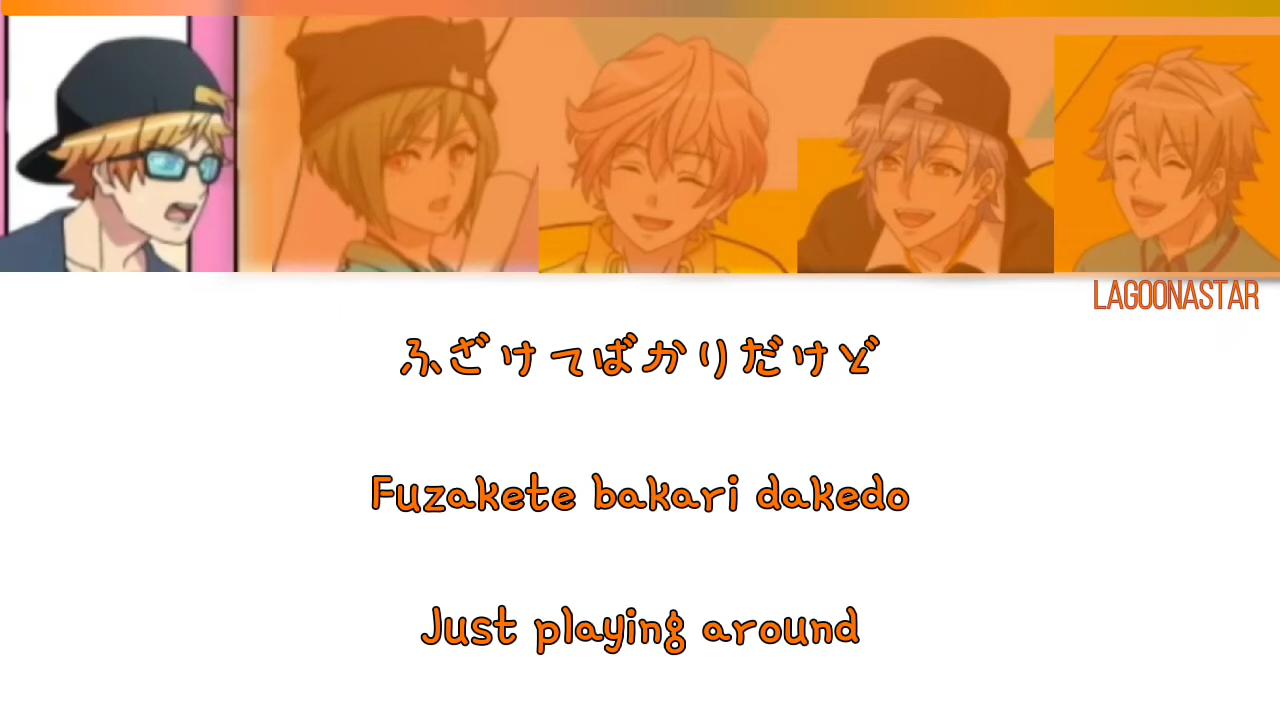 LAGOONASTAR
ふざけてばかりだけど
Fuzakete bakari dakedo
Just playing around